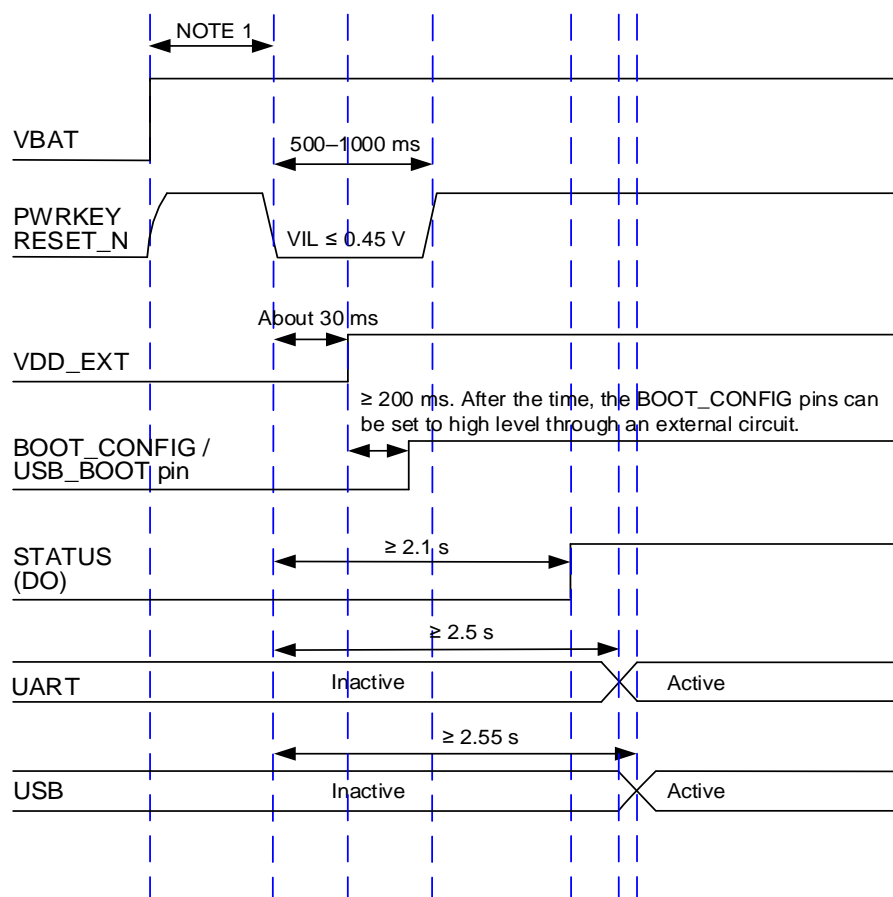 NOTE 1
VBAT
500–1000 ms
PWRKEY
RESET_N
VIL ≤ 0.45 V
About 30 ms
VDD_EXT
≥ 200 ms. After the time, the BOOT_CONFIG pins can
be set to high level through an external circuit.
BOOT_CONFIG /
USB_BOOT pin
≥ 2.1 s
STATUS
(DO)
≥ 2.5 s
UART
Inactive
Active
≥ 2.55 s
USB
Inactive
Active